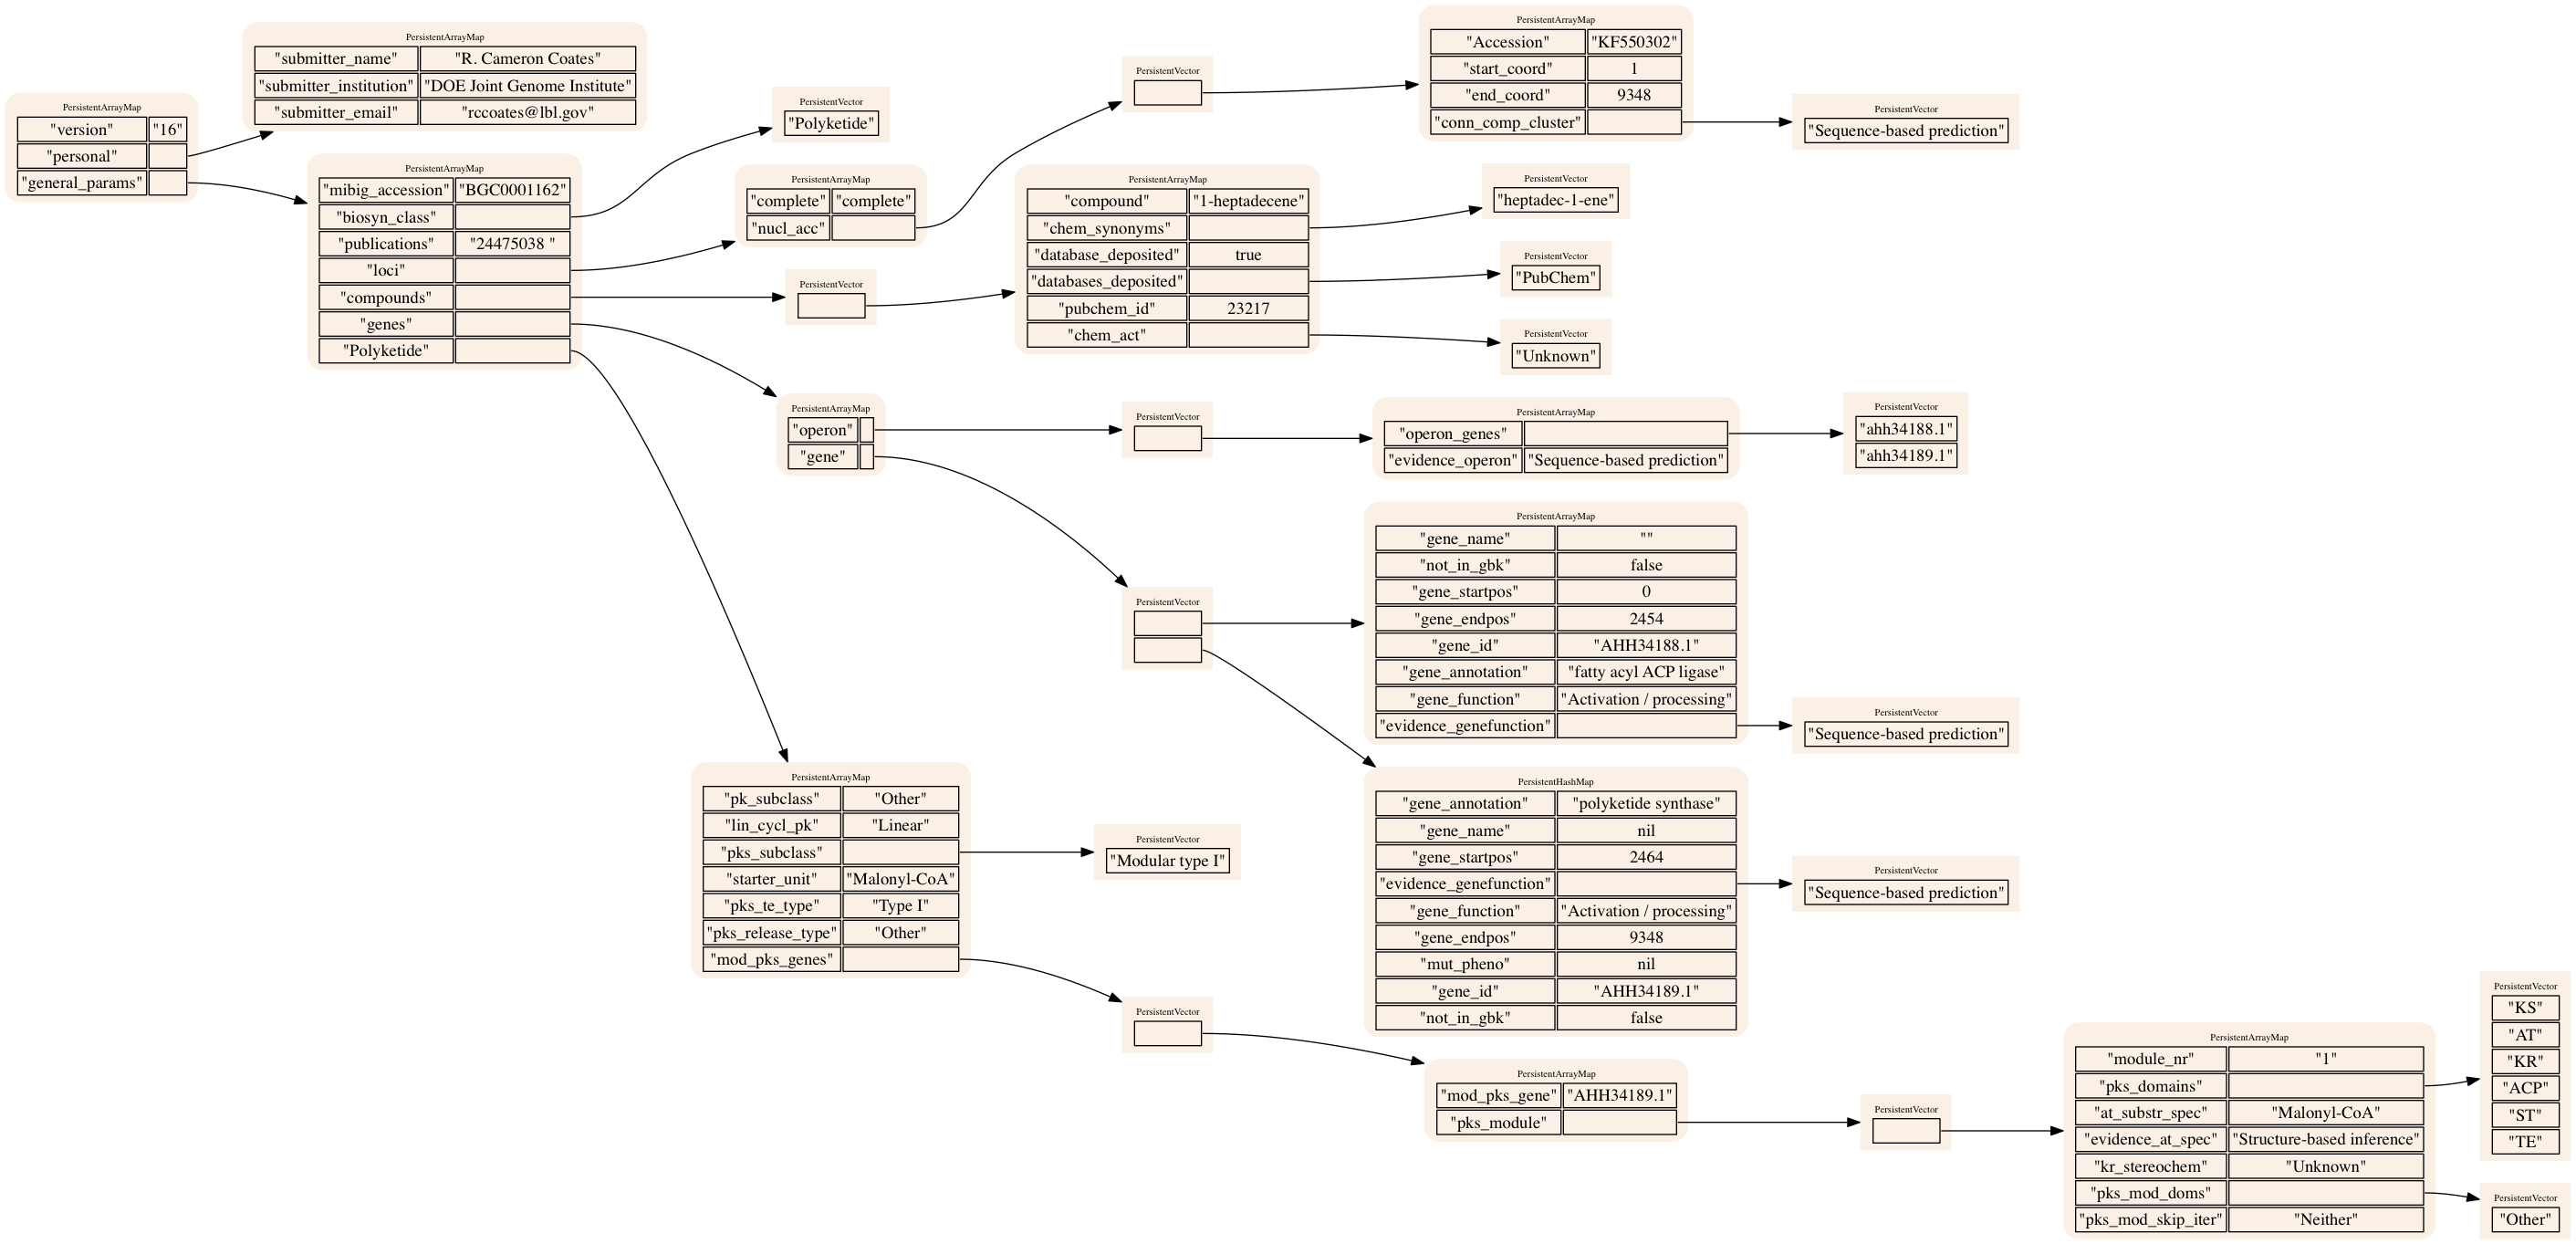 PersistentArrayMap
"version" "16"
"personal"
"general_params"
PersistentArrayMap
"submitter_name" "R. Cameron Coates"
"submitter_institution" "DOE Joint Genome Institute"
"submitter_email" "rccoates@lbl.gov"
PersistentArrayMap
"mibig_accession" "BGC0001162"
"biosyn_class"
"publications" "24475038 "
"loci"
"compounds"
"genes"
"Polyketide"
PersistentVector
"Polyketide"
PersistentArrayMap
"complete" "complete"
"nucl_acc"
PersistentVector
PersistentArrayMap
"Accession" "KF550302"
"start_coord" 1
"end_coord" 9348
"conn_comp_cluster"
PersistentVector
"Sequence-based prediction"
PersistentVector
PersistentArrayMap
"compound" "1-heptadecene"
"chem_synonyms"
"database_deposited" true
"databases_deposited"
"pubchem_id" 23217
"chem_act"
PersistentVector
"heptadec-1-ene"
PersistentVector
"PubChem"
PersistentVector
"Unknown"
PersistentArrayMap
"operon"
"gene"
PersistentVector
PersistentArrayMap
"operon_genes"
"evidence_operon" "Sequence-based prediction"
PersistentVector
"ahh34188.1"
"ahh34189.1"
PersistentVector
PersistentArrayMap
"gene_name" ""
"not_in_gbk" false
"gene_startpos" 0
"gene_endpos" 2454
"gene_id" "AHH34188.1"
"gene_annotation" "fatty acyl ACP ligase"
"gene_function" "Activation / processing"
"evidence_genefunction"
PersistentVector
"Sequence-based prediction"
PersistentHashMap
"gene_annotation" "polyketide synthase"
"gene_name" nil
"gene_startpos" 2464
"evidence_genefunction"
"gene_function" "Activation / processing"
"gene_endpos" 9348
"mut_pheno" nil
"gene_id" "AHH34189.1"
"not_in_gbk" false
PersistentVector
"Sequence-based prediction"
PersistentArrayMap
"pk_subclass" "Other"
"lin_cycl_pk" "Linear"
"pks_subclass"
"starter_unit" "Malonyl-CoA"
"pks_te_type" "Type I"
"pks_release_type" "Other"
"mod_pks_genes"
PersistentVector
"Modular type I"
PersistentVector
PersistentArrayMap
"mod_pks_gene" "AHH34189.1"
"pks_module"
PersistentVector
PersistentArrayMap
"module_nr" "1"
"pks_domains"
"at_substr_spec" "Malonyl-CoA"
"evidence_at_spec" "Structure-based inference"
"kr_stereochem" "Unknown"
"pks_mod_doms"
"pks_mod_skip_iter" "Neither"
PersistentVector
"KS"
"AT"
"KR"
"ACP"
"ST"
"TE"
PersistentVector
"Other"